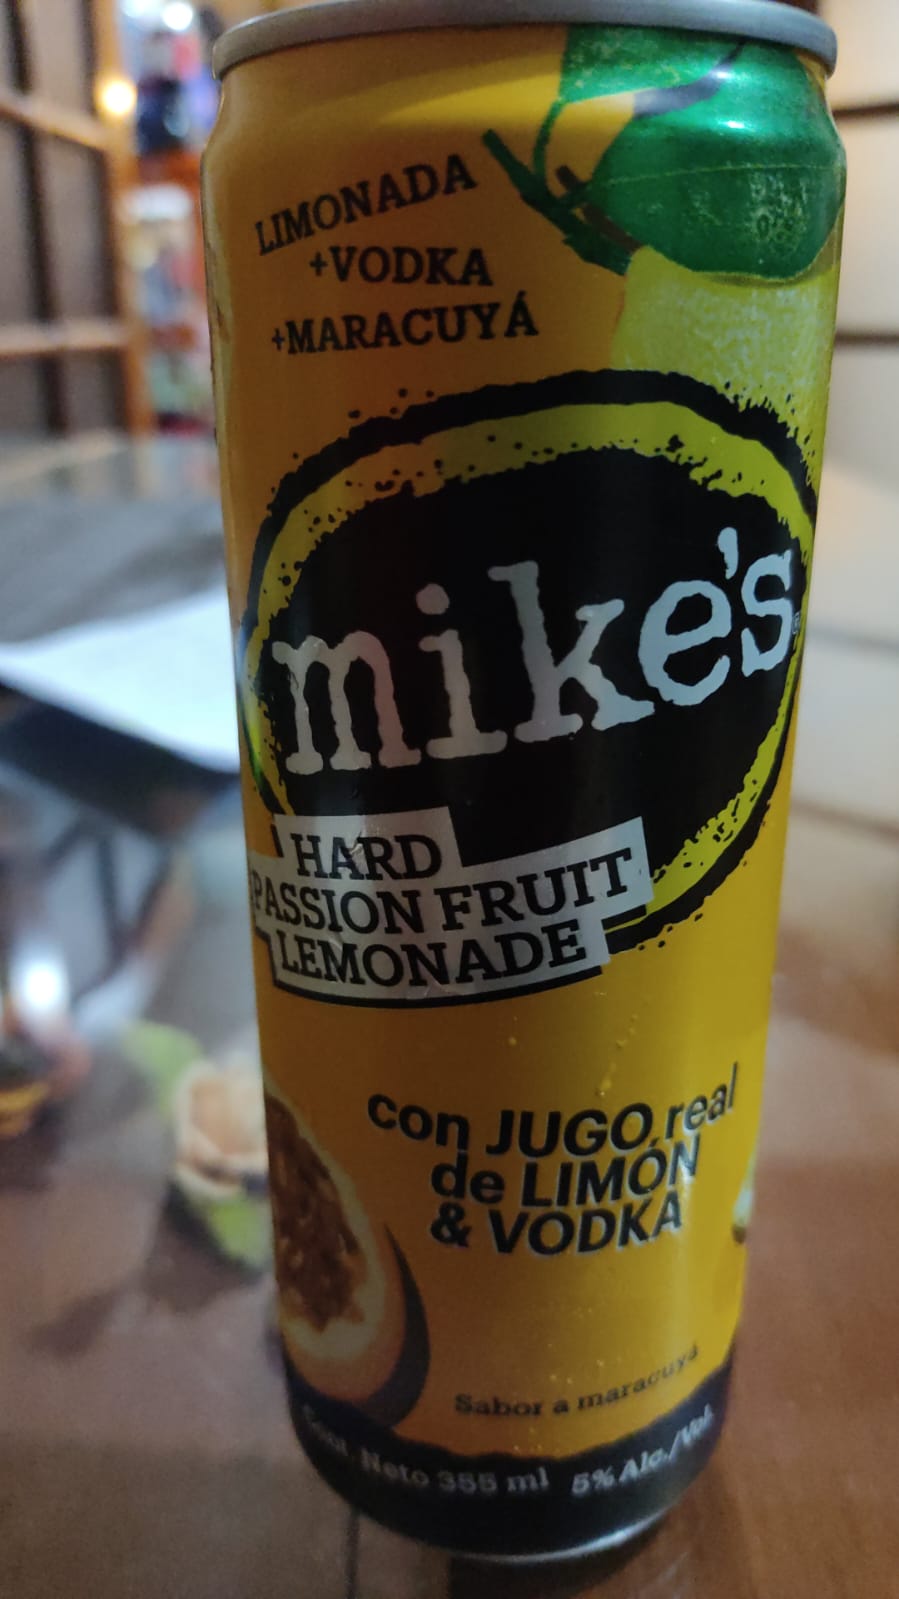 LIMONADA
+VODKA
+MARACUYÁ
mike's
HARD
PASSION FRUIT
LEMONADE
con JUGO real
de LIMÓN
& VODKA
Sabor a maracuyá
Cont. Neto 355 ml 5% Alc./Vol.